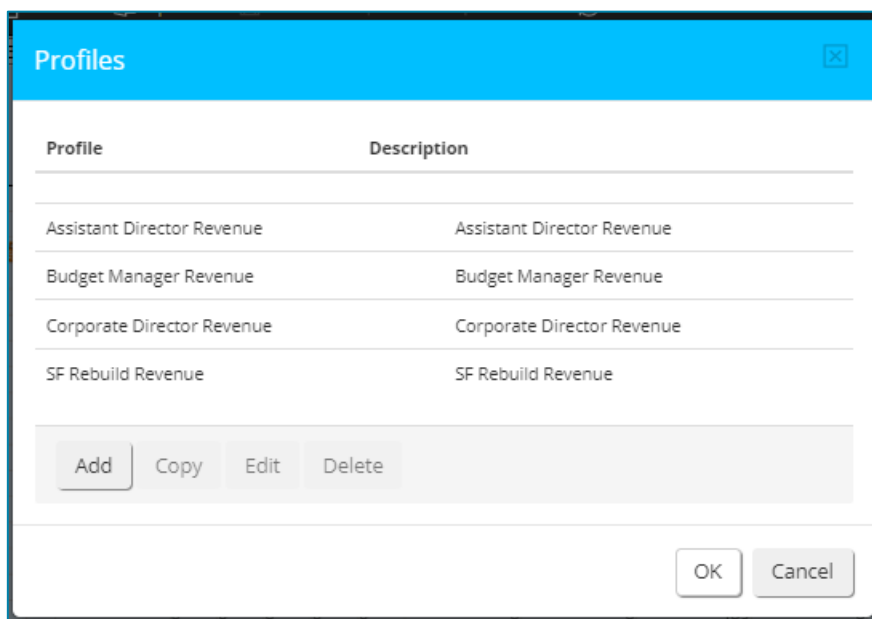 Profiles
Profile Description
Assistant Director Revenue Assistant Director Revenue
Budget Manager Revenue Budget Manager Revenue
Corporate Director Revenue Corporate Director Revenue
SF Rebuild Revenue SF Rebuild Revenue
Add Copy Edit Delete
OK Cancel